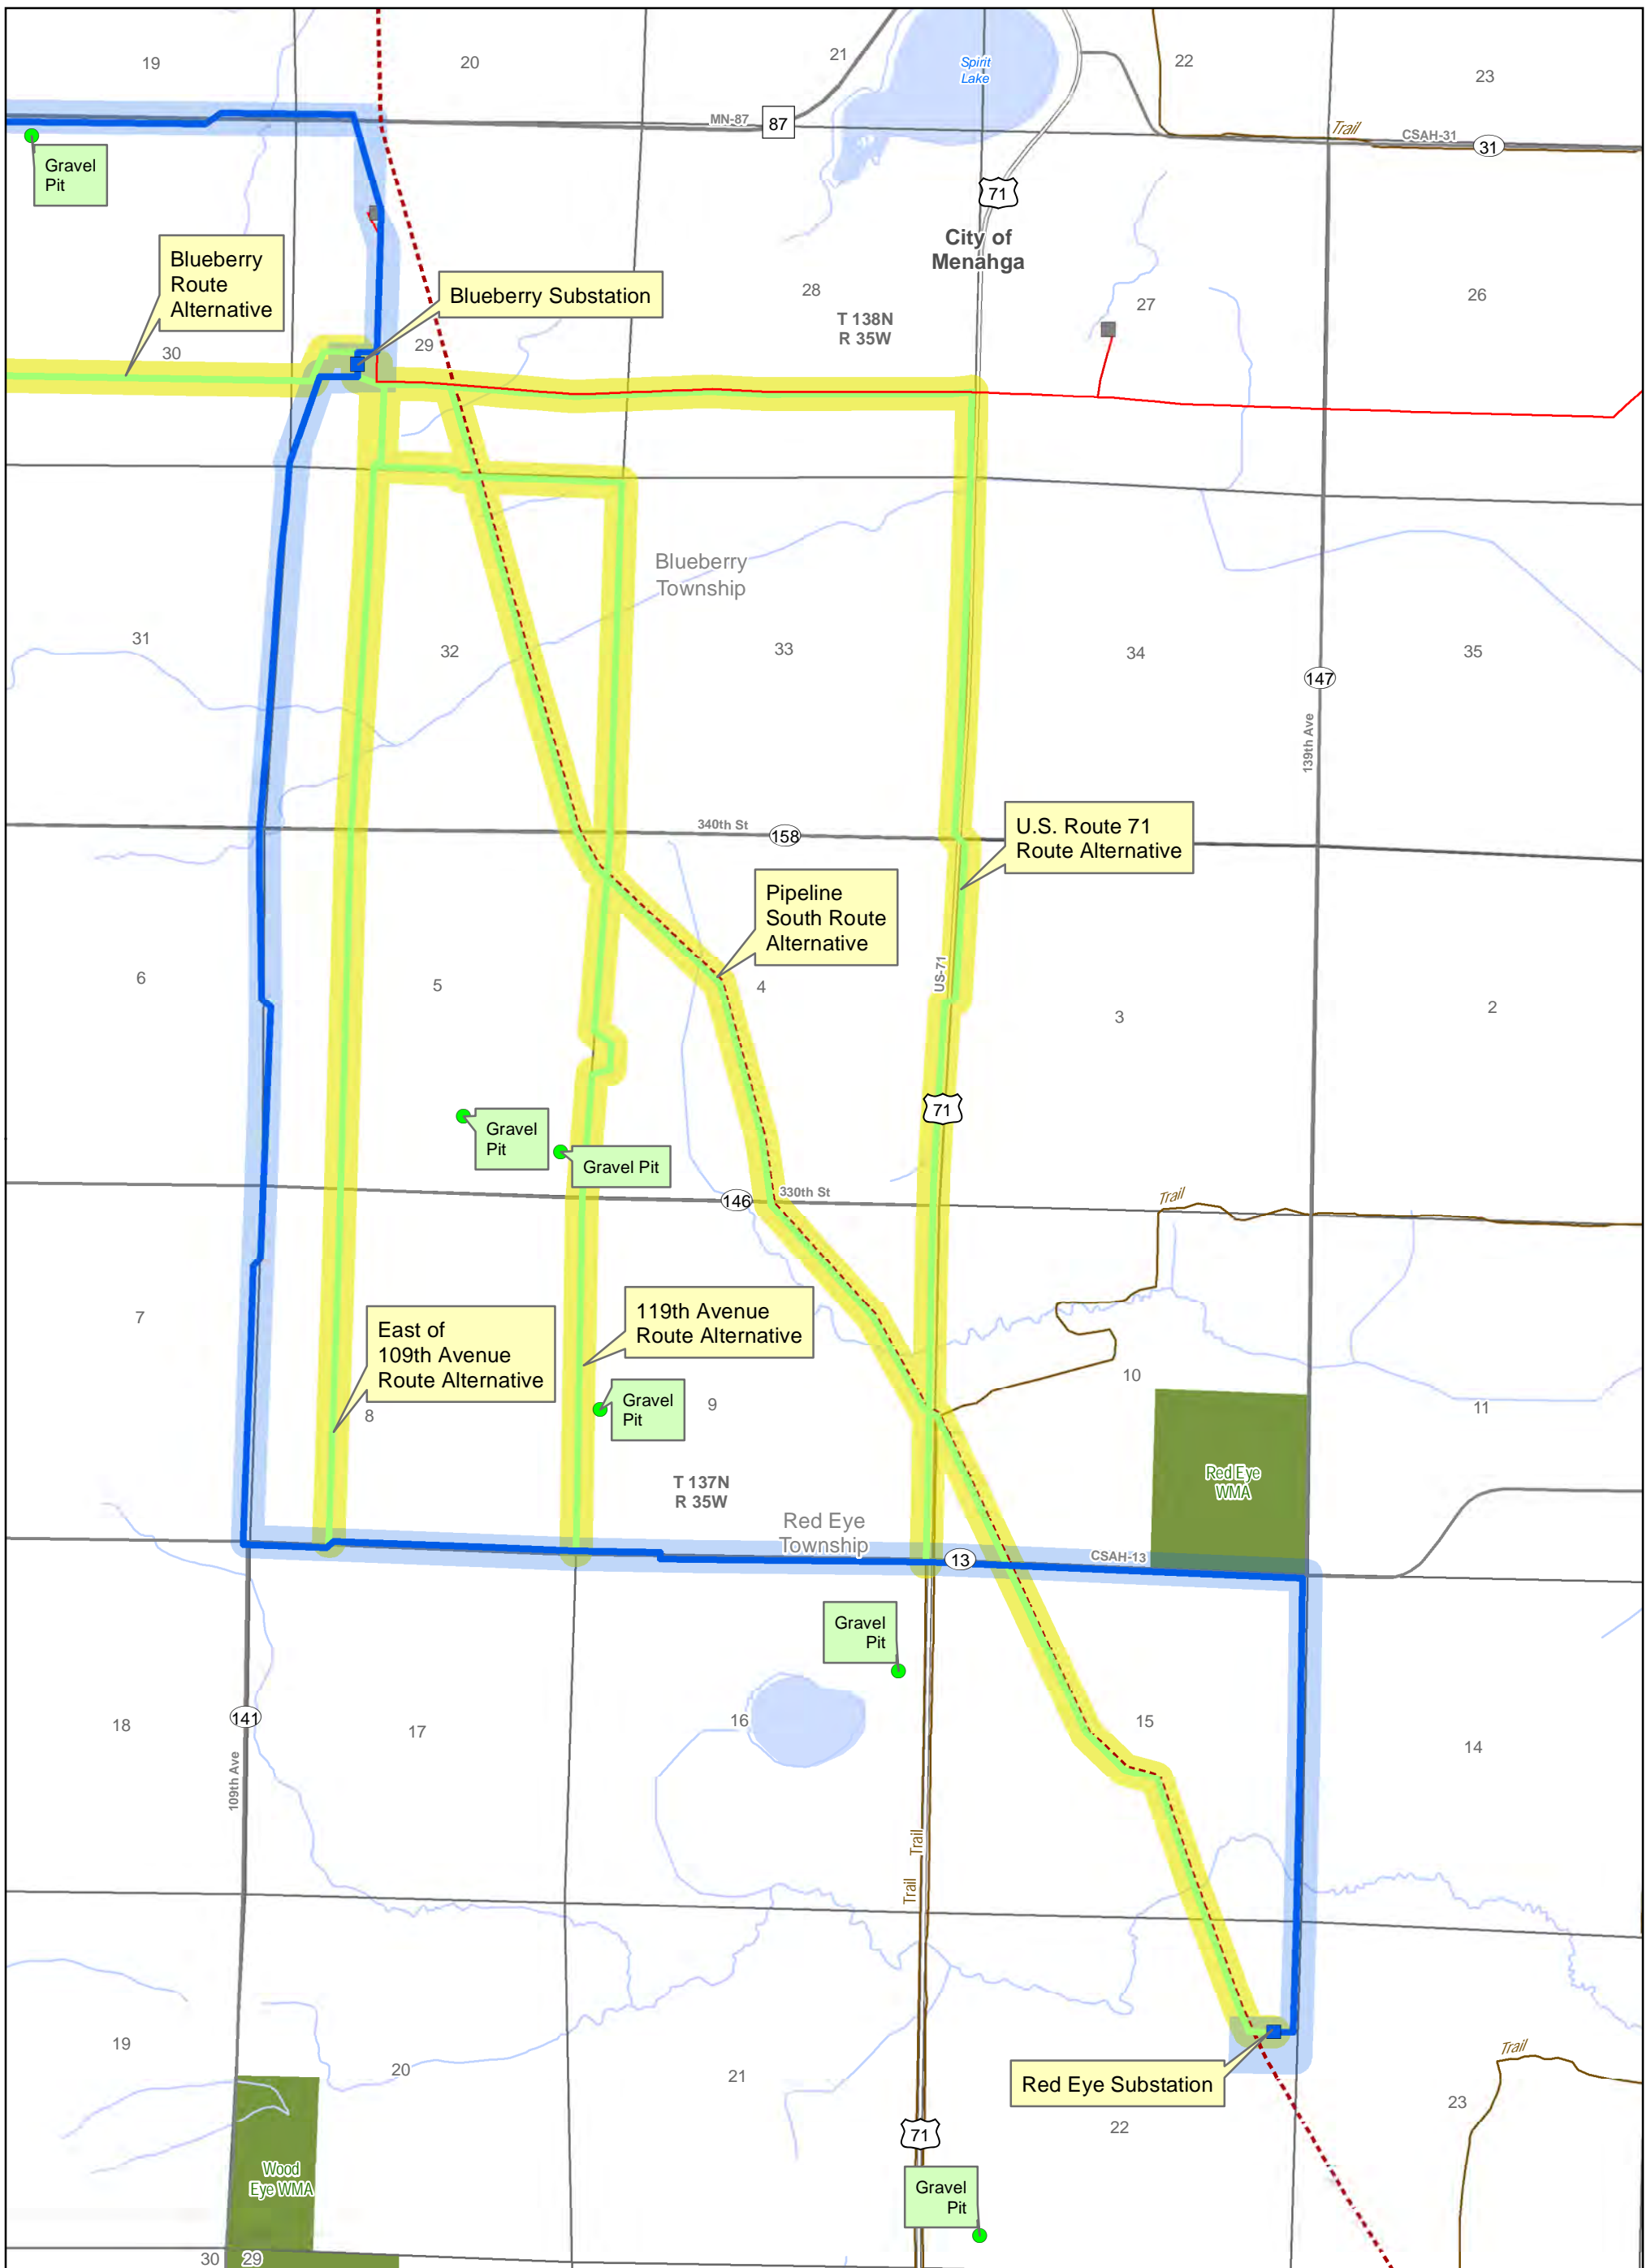 19
20
21
22
23
Spirit
Lake
MN-87
87
Trail
CSAH-31
31
Gravel
Pit
71
City of
Menahga
Blueberry
Route
Alternative
Blueberry Substation
30
29
28
T 138N
R 35W
27
26
Blueberry
Township
31
32
33
34
35
147
139th Ave
340th St
158
U.S. Route 71
Route Alternative
Pipeline
South Route
Alternative
US-71
6
5
4
3
2
Gravel
Pit
Gravel Pit
71
146
330th St
Trail
7
East of
109th Avenue
Route Alternative
119th Avenue
Route Alternative
8
Gravel
Pit
9
10
11
T 137N
R 35W
Red Eye
WMA
Red Eye
Township
13
CSAH-13
Gravel
Pit
18
141
109th Ave
17
16
15
14
Trail
Trail
19
20
21
Red Eye Substation
22
Trail
23
71
Wood
Eye WMA
Gravel
Pit
30
29